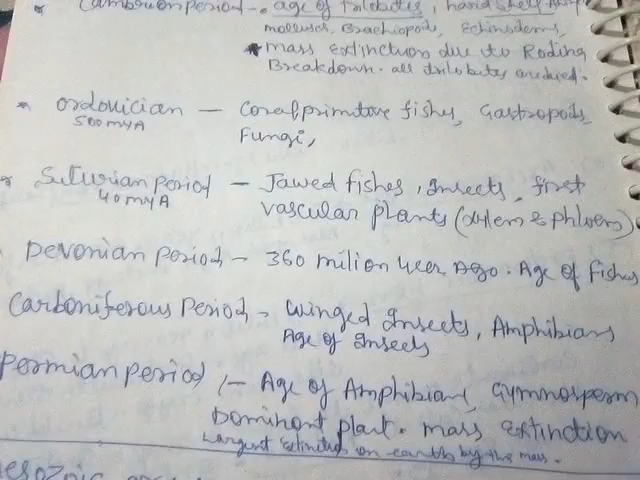 Cambrian period - age of trilobites, hard shell
molluscs, Brachiopods, Echinoderms,
* mass Extinction due to
Breakdown. all trilobites died.
* Ordovician - Coral, primitive fishes, Gastropods,
500 mya
Fungi,
* Silurian period - Jawed fishes, Insects, first
40 mya
vascular plants (xylem & phloem)
Devonian Period - 360 milion year Ago. Age of fishes
Carboniferous Period - winged Insects, Amphibians
Age of Insects
Permian period :- Age of Amphibian, Gymnosperm
Dominant plant. mass Extinction
Largest Extinction on earth by the mass.